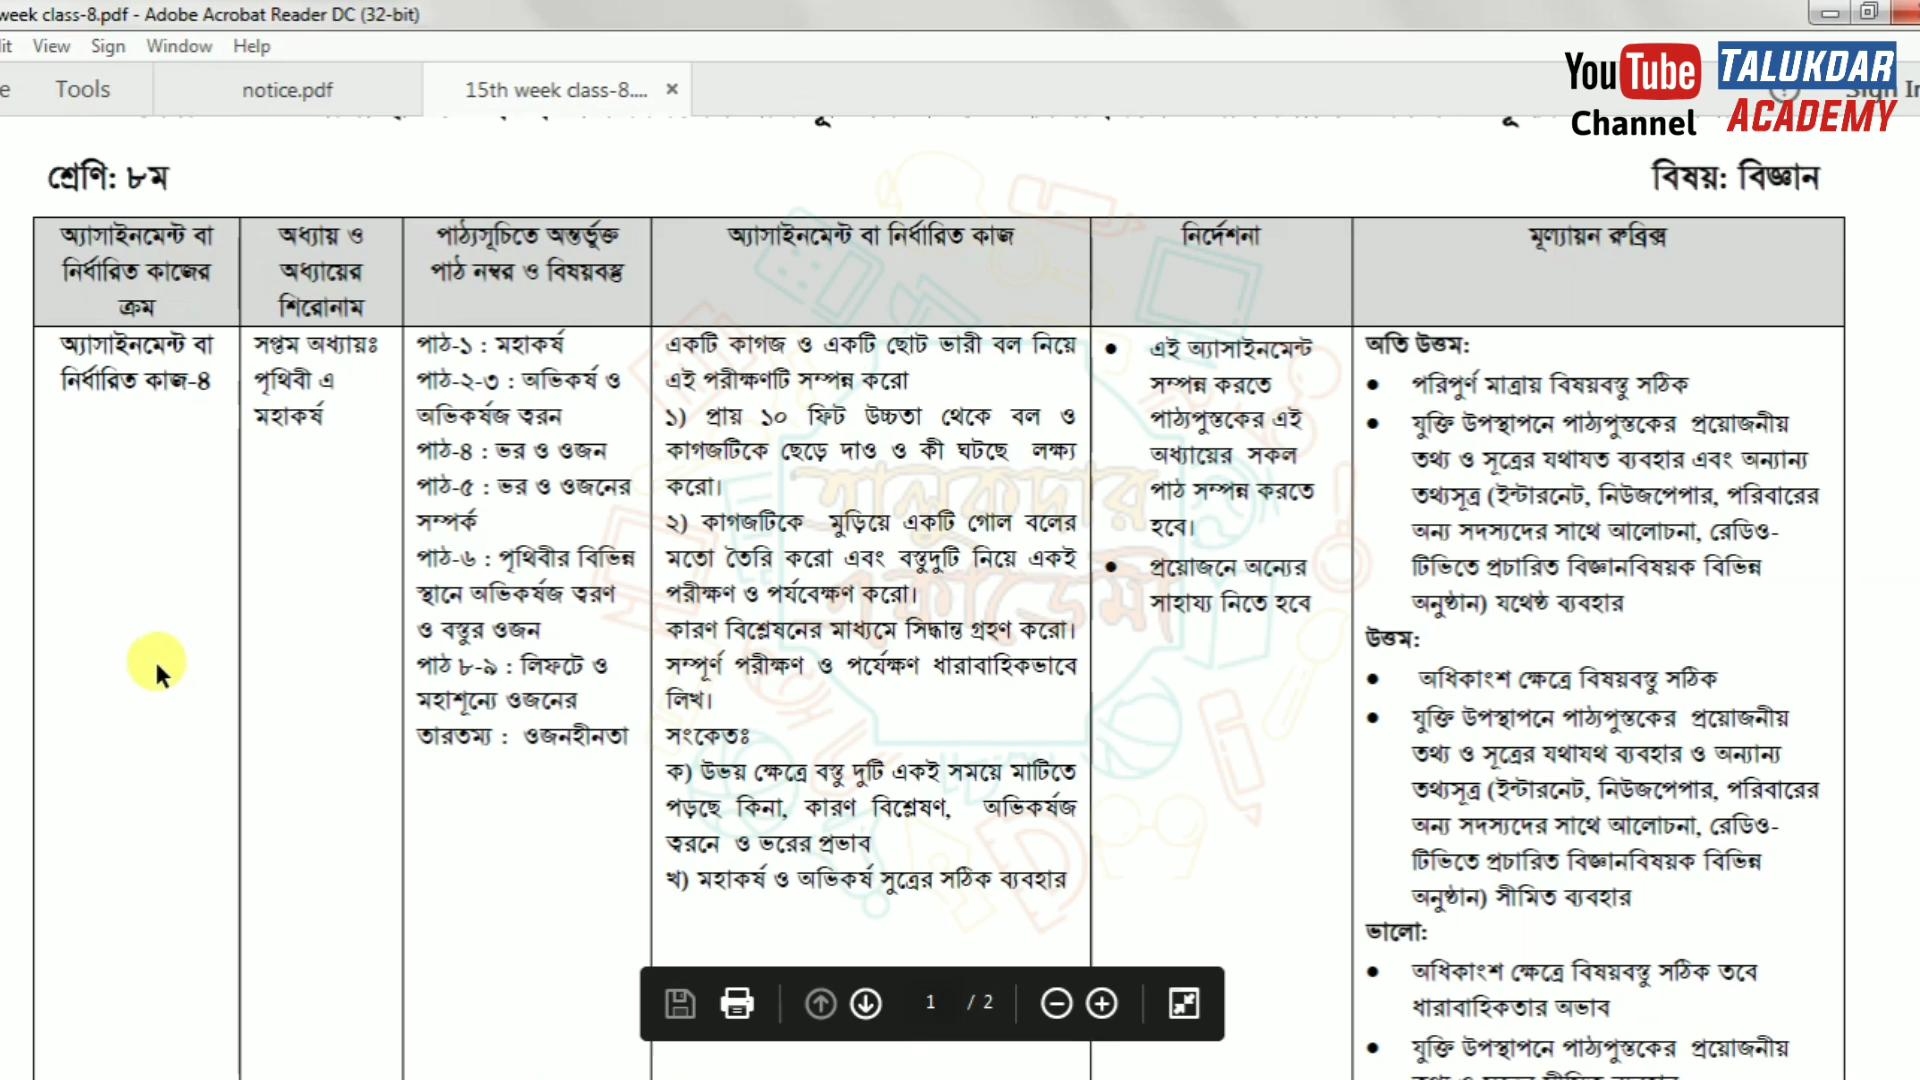 week class-8.pdf - Adobe Acrobat Reader DC (32-bit)
it View Sign Window Help
e Tools notice.pdf 15th week class-8....
YouTube Channel
TALUKDAR ACADEMY
Sign In
শ্রেণি: ৮ম
বিষয়: বিজ্ঞান
অ্যাসাইনমেন্ট বা
নির্ধারিত কাজের
ক্রম
অধ্যায় ও
অধ্যায়ের
শিরোনাম
পাঠ্যসূচিতে অন্তর্ভুক্ত
পাঠ নম্বর ও বিষয়বস্তু
অ্যাসাইনমেন্ট বা নির্ধারিত কাজ
নির্দেশনা
মূল্যায়ন রুব্রিক্স
অ্যাসাইনমেন্ট বা
নির্ধারিত কাজ-৪
সপ্তম অধ্যায়ঃ
পৃথিবী এ
মহাকর্ষ
পাঠ-১ : মহাকর্ষ
পাঠ-২-৩ : অভিকর্ষ ও
অভিকর্ষজ ত্বরন
পাঠ-৪ : ভর ও ওজন
পাঠ-৫ : ভর ও ওজনের
সম্পর্ক
পাঠ-৬ : পৃথিবীর বিভিন্ন
স্থানে অভিকর্ষজ ত্বরণ
ও বস্তুর ওজন
পাঠ ৮-৯ : লিফটে ও
মহাশূন্যে ওজনের
তারতম্য : ওজনহীনতা
একটি কাগজ ও একটি ছোট ভারী বল নিয়ে
এই পরীক্ষণটি সম্পন্ন করো
১) প্রায় ১০ ফিট উচ্চতা থেকে বল ও
কাগজটিকে ছেড়ে দাও ও কী ঘটছে লক্ষ্য
করো।
২) কাগজটিকে মুড়িয়ে একটি গোল বলের
মতো তৈরি করো এবং বস্তুদুটি নিয়ে একই
পরীক্ষণ ও পর্যবেক্ষণ করো।
কারণ বিশ্লেষনের মাধ্যমে সিদ্ধান্ত গ্রহণ করো।
সম্পূর্ণ পরীক্ষণ ও পর্যেক্ষণ ধারাবাহিকভাবে
লিখ।
সংকেতঃ
ক) উভয় ক্ষেত্রে বস্তু দুটি একই সময়ে মাটিতে
পড়ছে কিনা, কারণ বিশ্লেষণ, অভিকর্ষজ
ত্বরনে ও ভরের প্রভাব
খ) মহাকর্ষ ও অভিকর্ষ সুত্রের সঠিক ব্যবহার
● এই অ্যাসাইনমেন্ট
সম্পন্ন করতে
পাঠ্যপুস্তকের এই
অধ্যায়ের সকল
পাঠ সম্পন্ন করতে
হবে।
● প্রয়োজনে অন্যের
সাহায্য নিতে হবে
অতি উত্তম:
● পরিপুর্ণ মাত্রায় বিষয়বস্তু সঠিক
● যুক্তি উপস্থাপনে পাঠ্যপুস্তকের প্রয়োজনীয়
তথ্য ও সূত্রের যথাযত ব্যবহার এবং অন্যান্য
তথ্যসূত্র (ইন্টারনেট, নিউজপেপার, পরিবারের
অন্য সদস্যদের সাথে আলোচনা, রেডিও-
টিভিতে প্রচারিত বিজ্ঞানবিষয়ক বিভিন্ন
অনুষ্ঠান) যথেষ্ঠ ব্যবহার
উত্তম:
● অধিকাংশ ক্ষেত্রে বিষয়বস্তু সঠিক
● যুক্তি উপস্থাপনে পাঠ্যপুস্তকের প্রয়োজনীয়
তথ্য ও সূত্রের যথাযথ ব্যবহার ও অন্যান্য
তথ্যসূত্র (ইন্টারনেট, নিউজপেপার, পরিবারের
অন্য সদস্যদের সাথে আলোচনা, রেডিও-
টিভিতে প্রচারিত বিজ্ঞানবিষয়ক বিভিন্ন
অনুষ্ঠান) সীমিত ব্যবহার
ভালো:
● অধিকাংশ ক্ষেত্রে বিষয়বস্তু সঠিক তবে
ধারাবাহিকতার অভাব
● যুক্তি উপস্থাপনে পাঠ্যপুস্তকের প্রয়োজনীয়
তালুকদার
একাডেমী
1 / 2